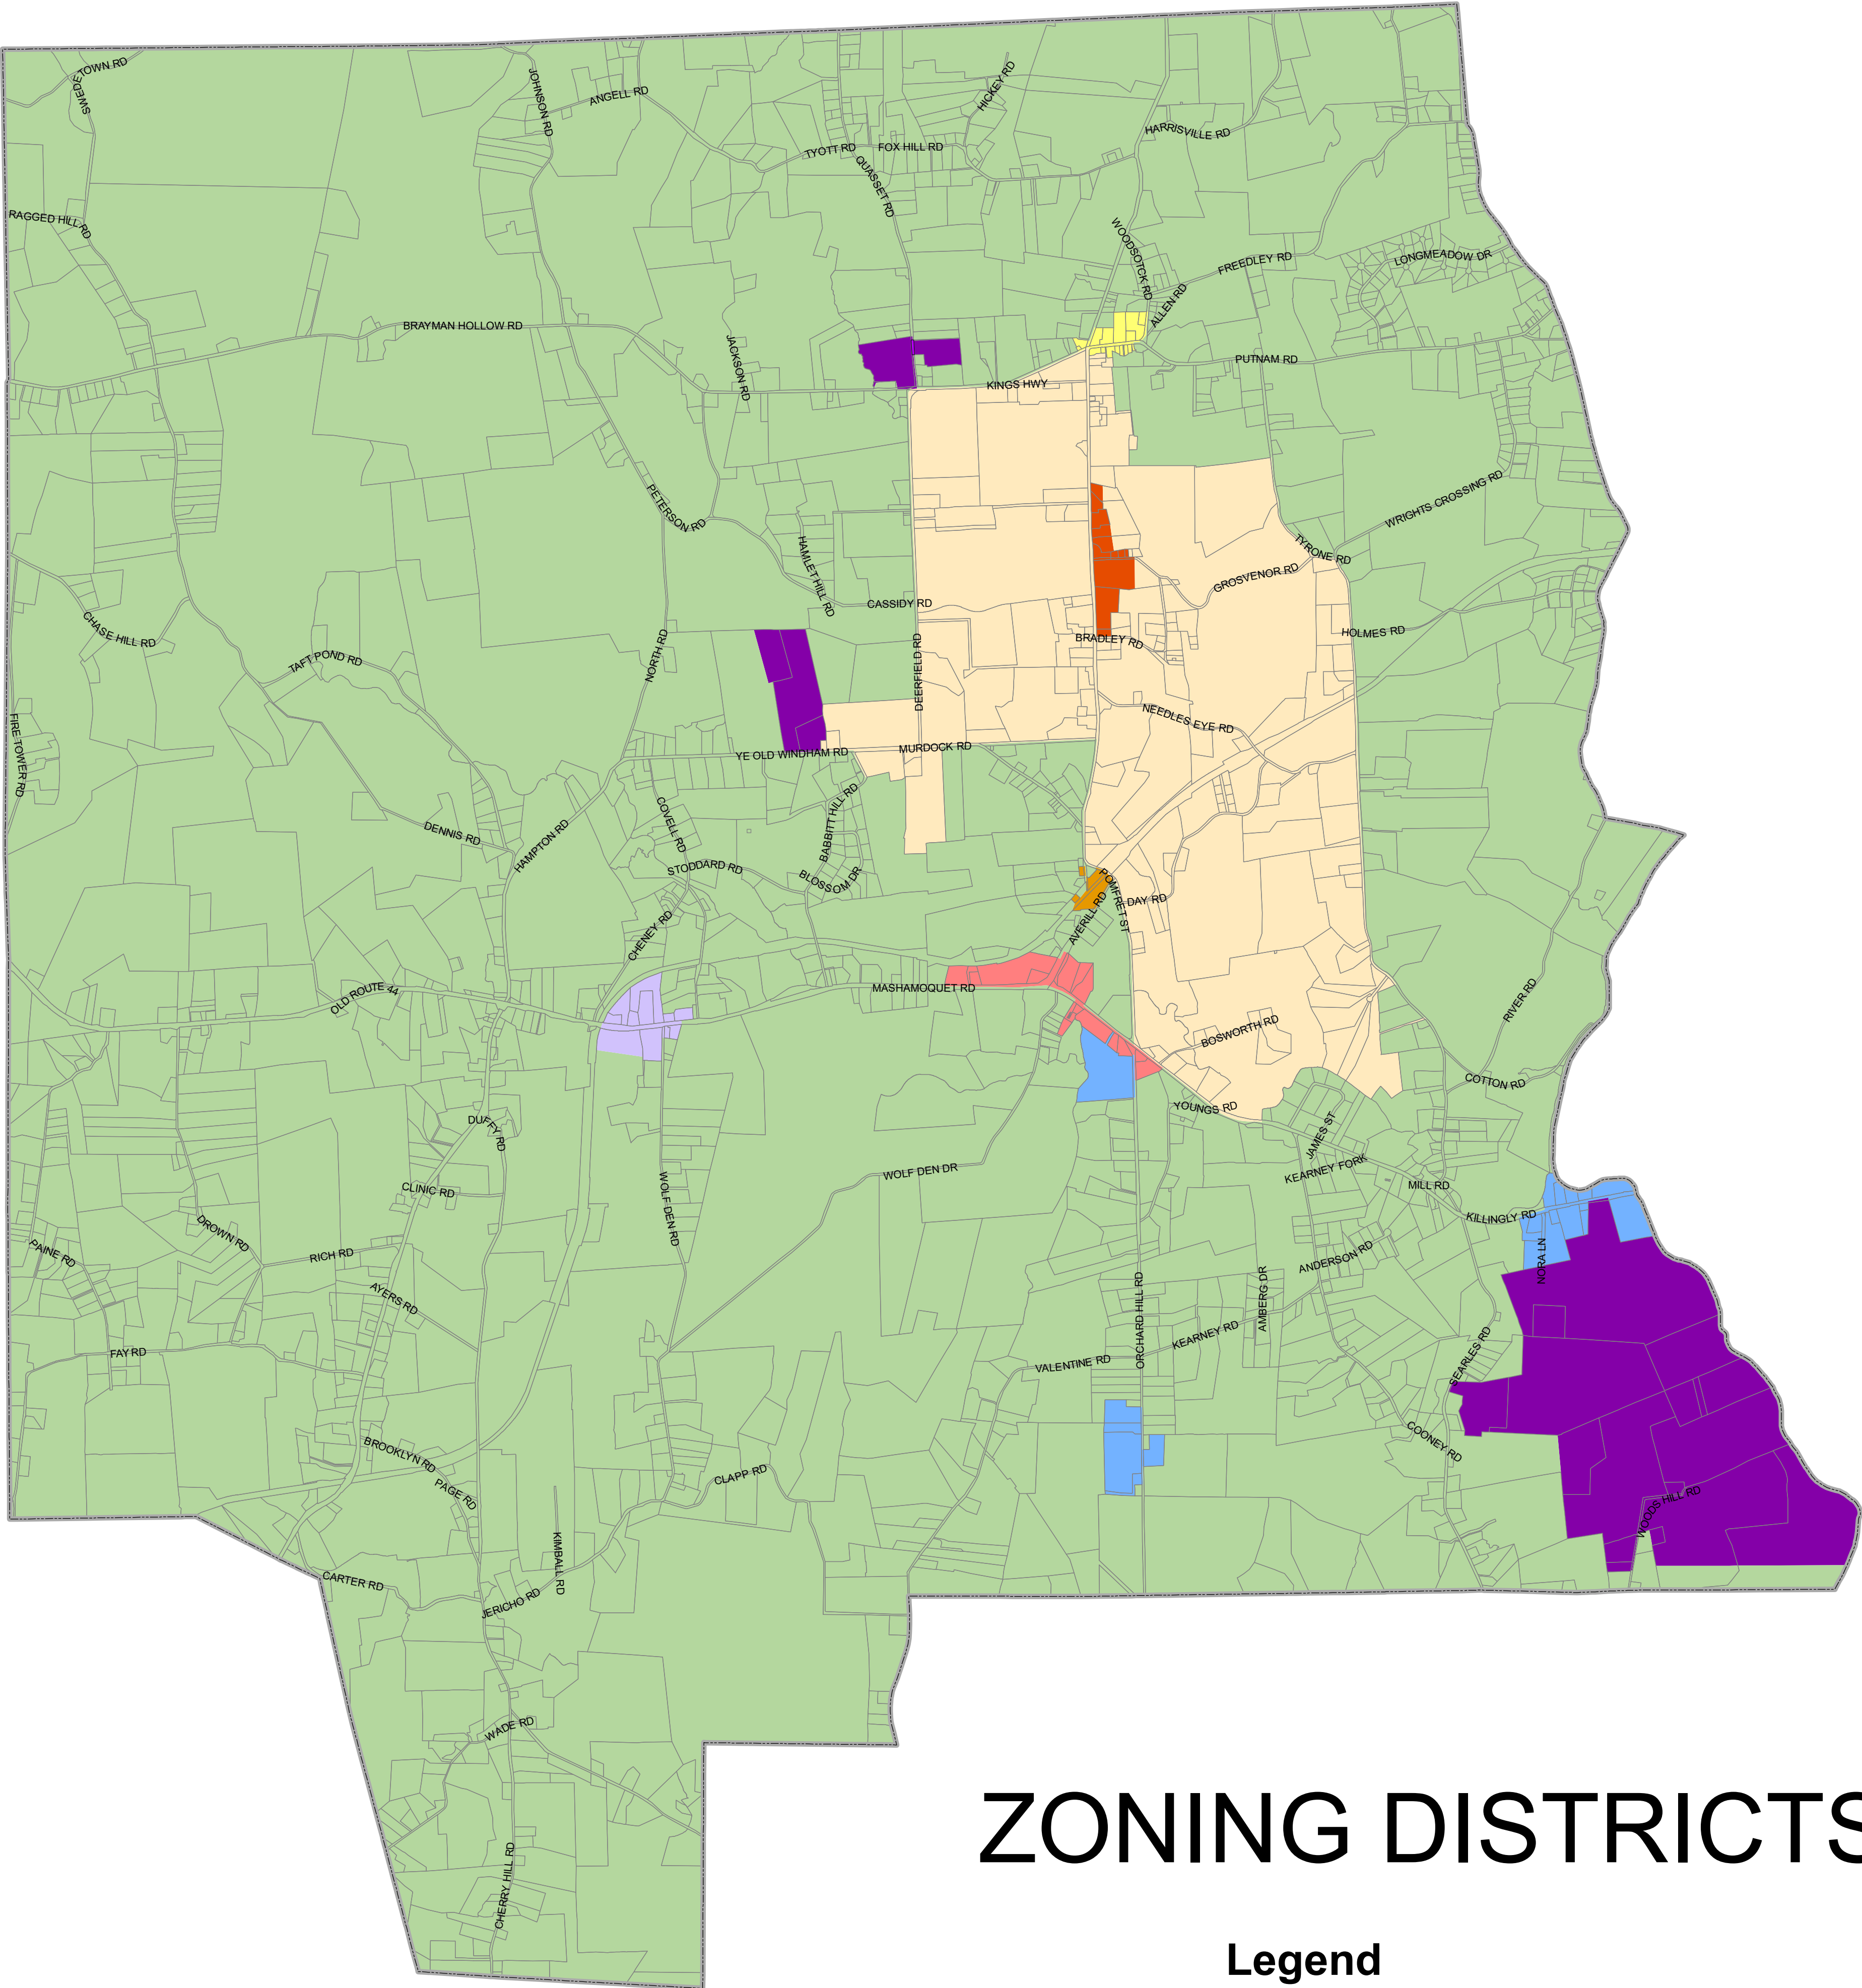 SWEDETOWN RD
JOHNSON RD
ANGELL RD
HICKEY RD
HARRISVILLE RD
TYOTT RD
FOX HILL RD
QUASSET RD
RAGGED HILL RD
WOODSOTCK RD
FREEDLEY RD
LONGMEADOW DR
ALLEN RD
BRAYMAN HOLLOW RD
JACKSON RD
PUTNAM RD
KINGS HWY
PETERSON RD
WRIGHTS CROSSING RD
HAMLET HILL RD
TYRONE RD
GROSVENOR RD
CASSIDY RD
CHASE HILL RD
TAFT POND RD
NORTH RD
DEERFIELD RD
BRADLEY RD
HOLMES RD
NEEDLES EYE RD
FIRE TOWER RD
YE OLD WINDHAM RD
MURDOCK RD
DENNIS RD
HAMPTON RD
COVELL RD
BABBITT HILL RD
STODDARD RD
BLOSSOM DR
POMFRET ST
DAY RD
AVERILL RD
CHENEY RD
OLD ROUTE 44
MASHAMOQUET RD
RIVER RD
BOSWORTH RD
COTTON RD
YOUNGS RD
DUFFY RD
JAMES ST
WOLF DEN DR
KEARNEY FORK
CLINIC RD
MILL RD
WOLF DEN RD
KILLINGLY RD
DROWN RD
PAINE RD
RICH RD
NORA LN
ANDERSON RD
AYERS RD
ORCHARD HILL RD
AMBERG DR
KEARNEY RD
FAY RD
VALENTINE RD
SEARLES RD
BROOKLYN RD
COONEY RD
CLAPP RD
PAGE RD
WOODS HILL RD
KIMBALL RD
CARTER RD
JERICHO RD
WADE RD
ZONING DISTRICTS
CHERRY HILL RD
Legend